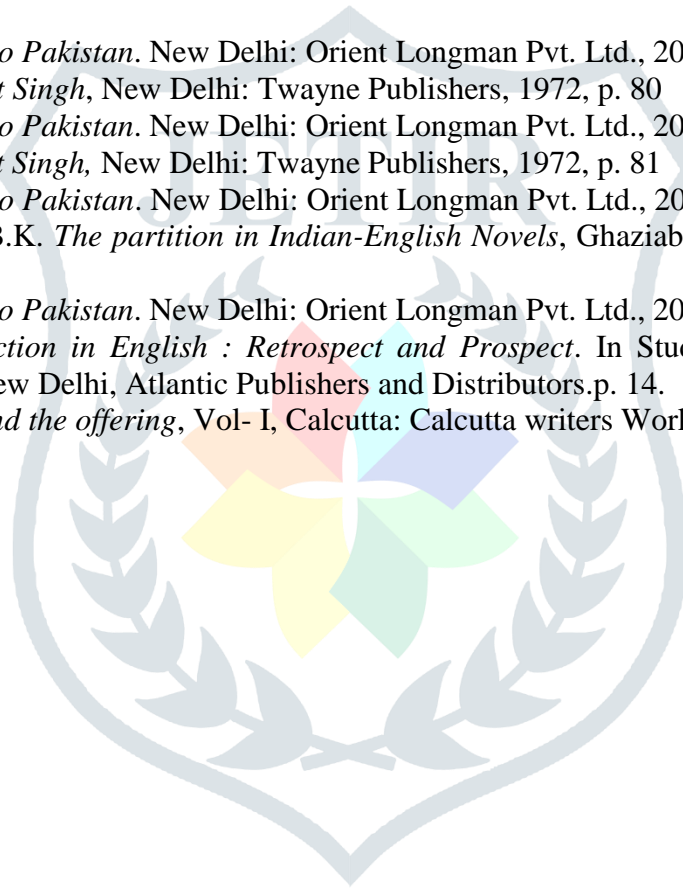 o Pakistan. New Delhi: Orient Longman Pvt. Ltd., 20
t Singh, New Delhi: Twayne Publishers, 1972, p. 80
o Pakistan. New Delhi: Orient Longman Pvt. Ltd., 20
t Singh, New Delhi: Twayne Publishers, 1972, p. 81
o Pakistan. New Delhi: Orient Longman Pvt. Ltd., 20
B.K. The partition in Indian-English Novels, Ghaziab
o Pakistan. New Delhi: Orient Longman Pvt. Ltd., 20
ction in English : Retrospect and Prospect. In Stud
ew Delhi, Atlantic Publishers and Distributors.p. 14.
nd the offering, Vol- I, Calcutta: Calcutta writers Work
JETIR